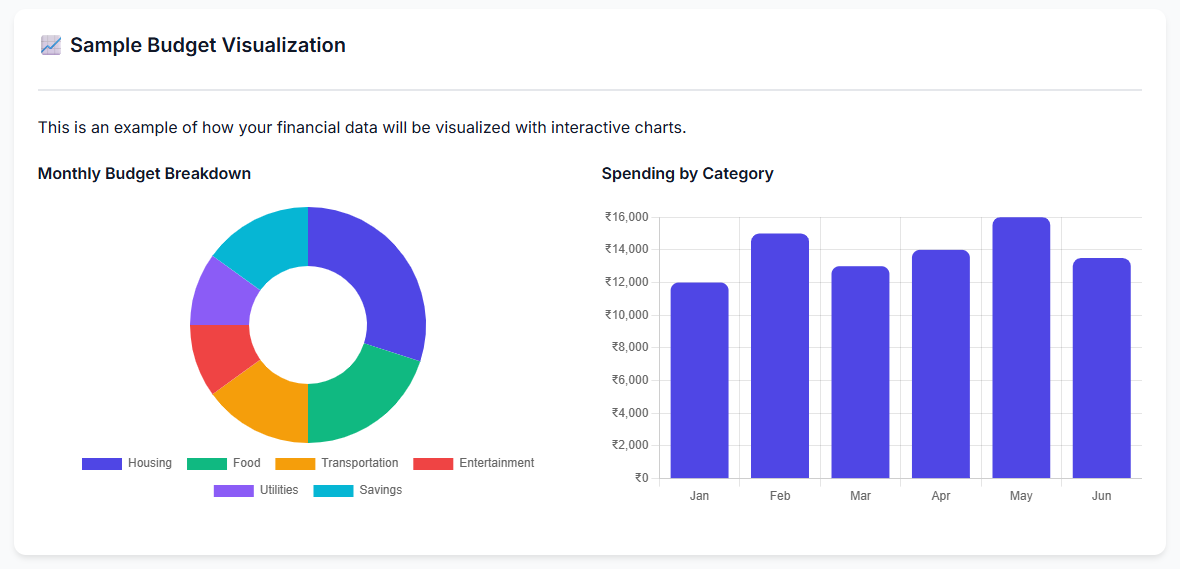 📈 Sample Budget Visualization
This is an example of how your financial data will be visualized with interactive charts.
Monthly Budget Breakdown
Housing Food Transportation Entertainment
Utilities Savings
Spending by Category
₹16,000
₹14,000
₹12,000
₹10,000
₹8,000
₹6,000
₹4,000
₹2,000
₹0
Jan Feb Mar Apr May Jun